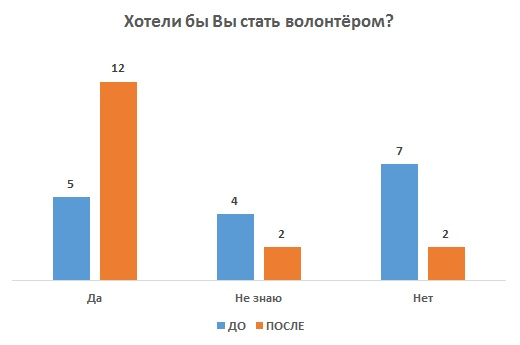 Хотели бы Вы стать волонтёром?
12
7
5
4
2
2
Да
Не знаю
Нет
ДО
ПОСЛЕ